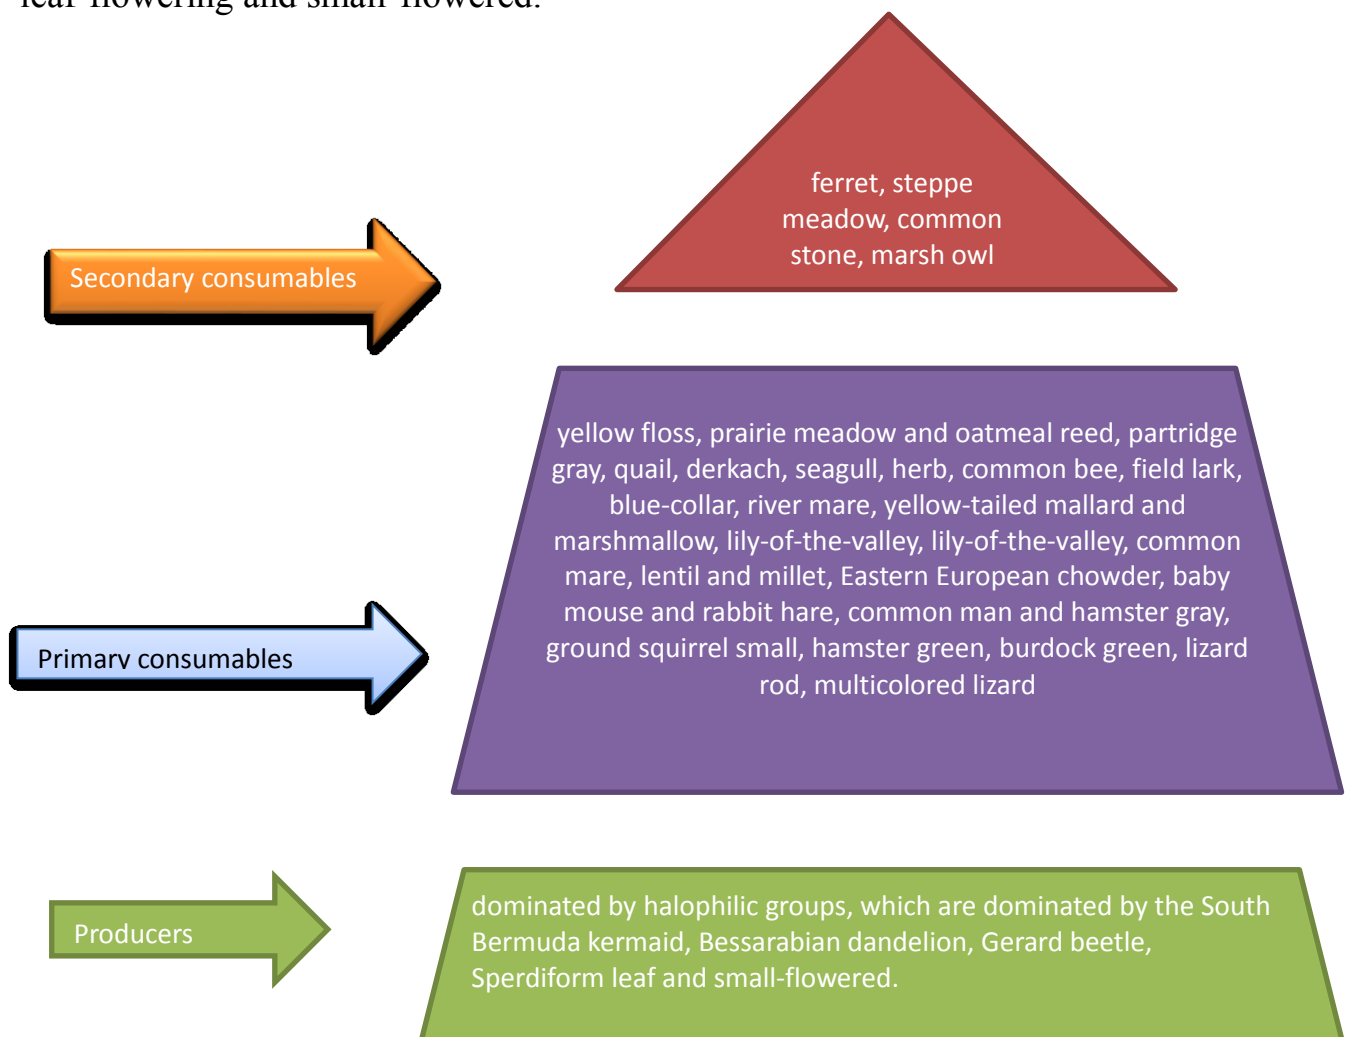 leaf flowering and small-flowered.
ferret, steppe
meadow, common
stone, marsh owl
Secondary consumables
yellow floss, prairie meadow and oatmeal reed, partridge
gray, quail, derkach, seagull, herb, common bee, field lark,
blue-collar, river mare, yellow-tailed mallard and
marshmallow, lily-of-the-valley, lily-of-the-valley, common
mare, lentil and millet, Eastern European chowder, baby
mouse and rabbit hare, common man and hamster gray,
ground squirrel small, hamster green, burdock green, lizard
rod, multicolored lizard
Primary consumables
Producers
dominated by halophilic groups, which are dominated by the South
Bermuda kermaid, Bessarabian dandelion, Gerard beetle,
Sperdiform leaf and small-flowered.